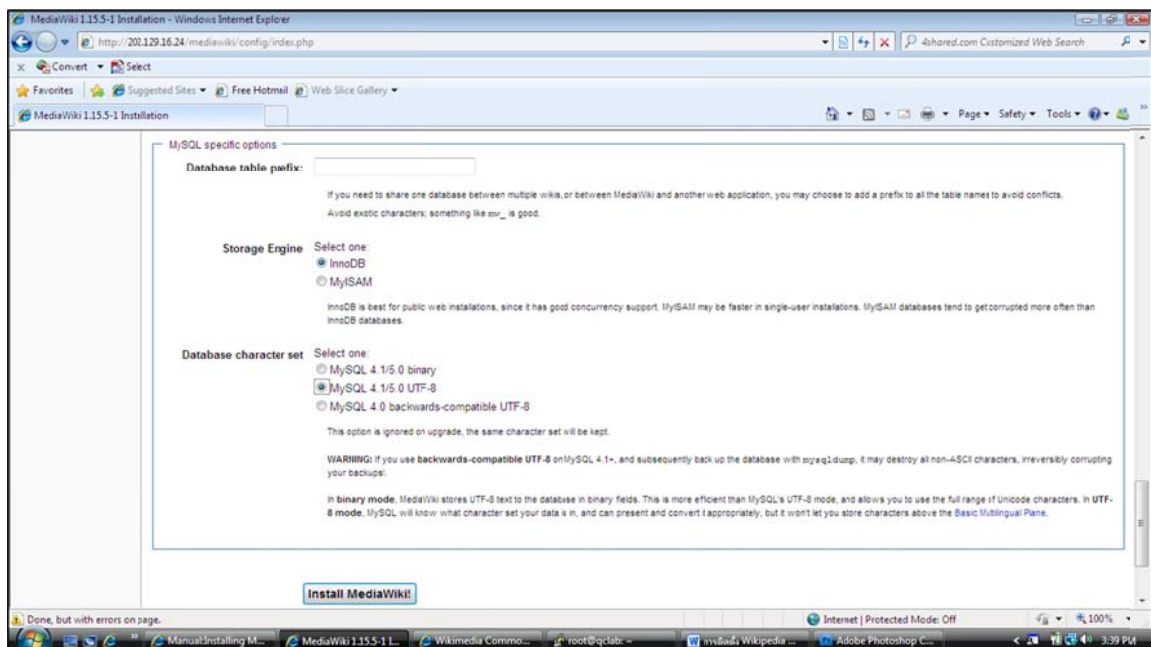 MediaWiki 1.15.5-1 Installation - Windows Internet Explorer
http://202.129.16.24/mediawiki/config/index.php
4shared.com Customized Web Search
x Convert Select
Favorites Suggested Sites Free Hotmail Web Slice Gallery
MediaWiki 1.15.5-1 Installation
Page Safety Tools
MySQL specific options
Database table prefix:
If you need to share one database between multiple wikis, or between MediaWiki and another web application, you may choose to add a prefix to all the table names to avoid conflicts.
Avoid exotic characters; something like mw_ is good.
Storage Engine Select one:
InnoDB
MyISAM
InnoDB is best for public web installations, since it has good concurrency support. MyISAM may be faster in single-user installations. MyISAM databases tend to get corrupted more often than
InnoDB databases.
Database character set Select one:
MySQL 4.1/5.0 binary
MySQL 4.1/5.0 UTF-8
MySQL 4.0 backwards-compatible UTF-8
This option is ignored on upgrade, the same character set will be kept.
WARNING: If you use backwards-compatible UTF-8 on MySQL 4.1+, and subsequently back up the database with mysqldump, it may destroy all non-ASCII characters, irreversibly corrupting
your backups!.
In binary mode, MediaWiki stores UTF-8 text to the database in binary fields. This is more efficient than MySQL's UTF-8 mode, and allows you to use the full range of Unicode characters. In UTF-
8 mode, MySQL will know what character set your data is in, and can present and convert it appropriately, but it won't let you store characters above the Basic Multilingual Plane.
Install MediaWiki!
Done, but with errors on page. Internet | Protected Mode: Off 100%
Manual:Installing M... MediaWiki 1.15.5-1 I... Wikimedia Commo... root@qclab: ~ การติดตั้ง Wikipedia ... Adobe Photoshop C... 3:39 PM